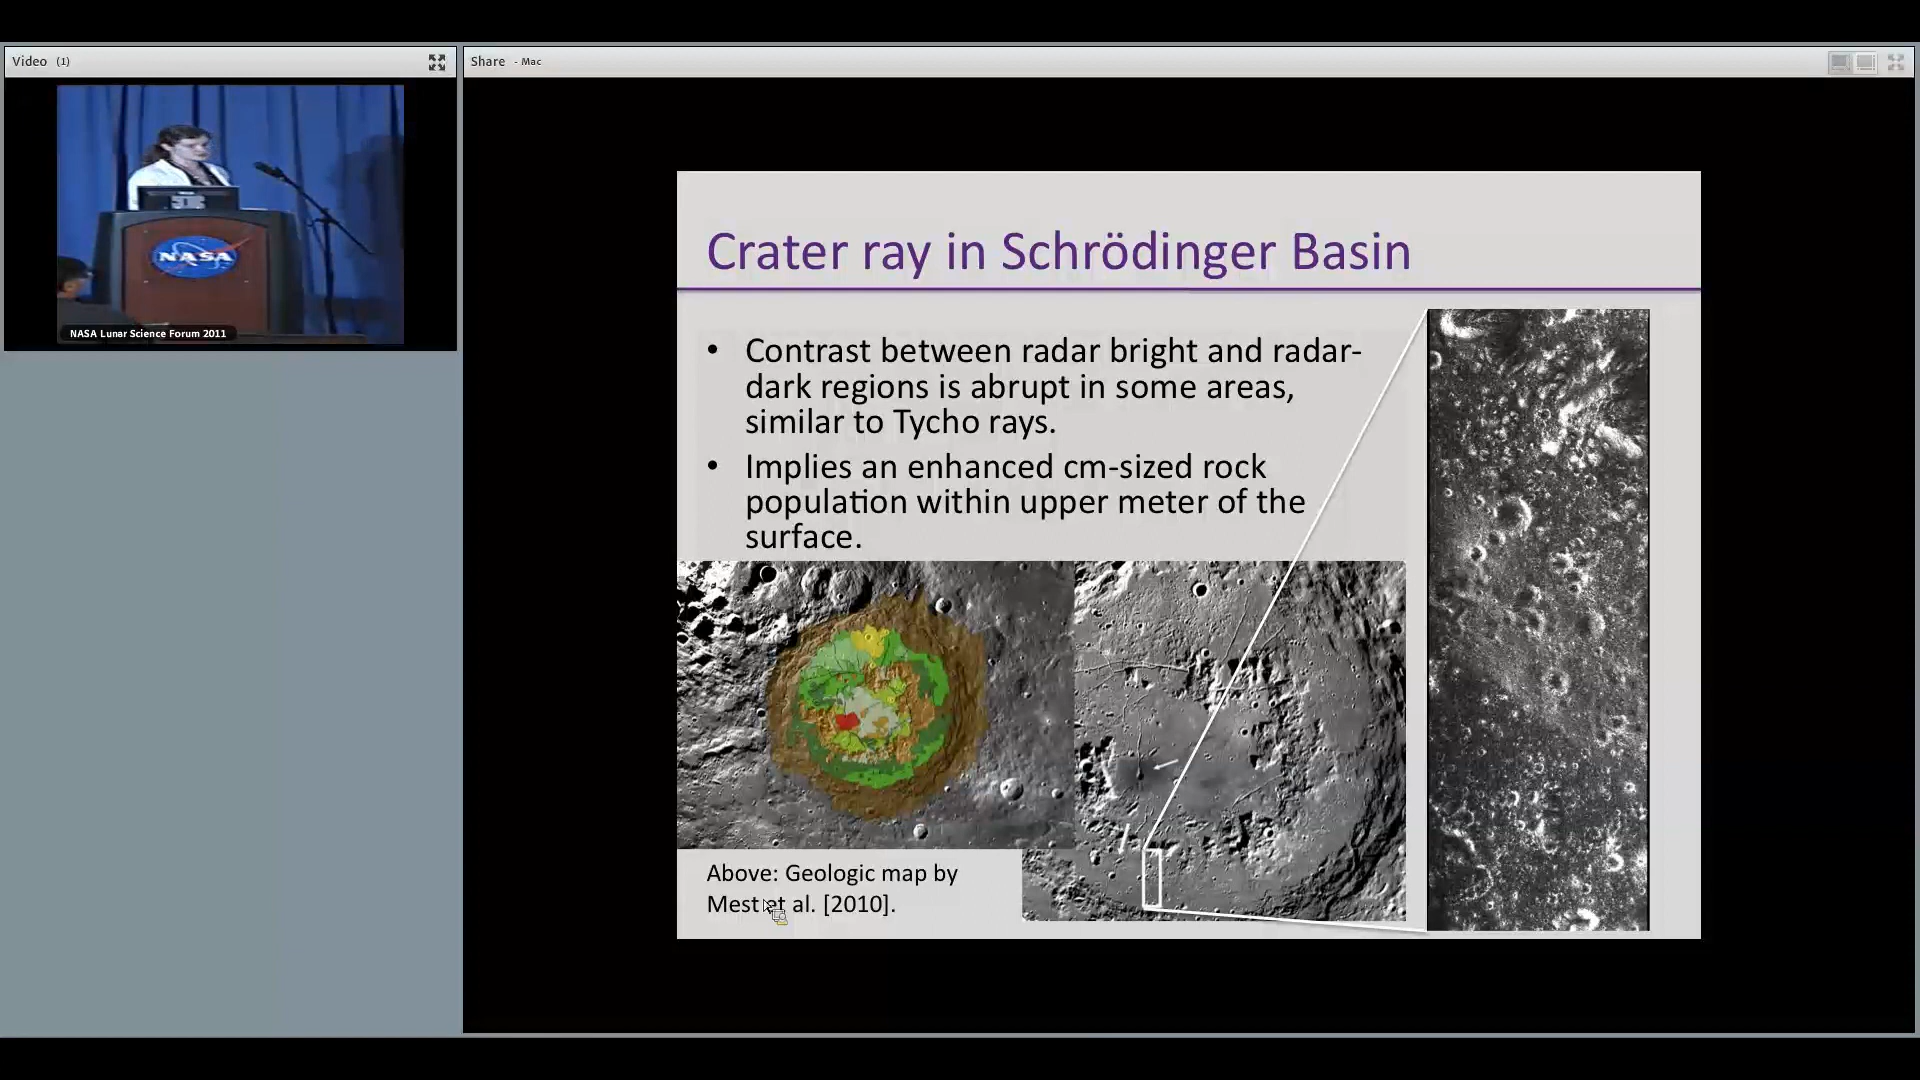 Video (1)
Share - Mac
NASA
NASA Lunar Science Forum 2011
Crater ray in Schrödinger Basin
• Contrast between radar bright and radar-
dark regions is abrupt in some areas,
similar to Tycho rays.
• Implies an enhanced cm-sized rock
population within upper meter of the
surface.
Above: Geologic map by
Mest et al. [2010].